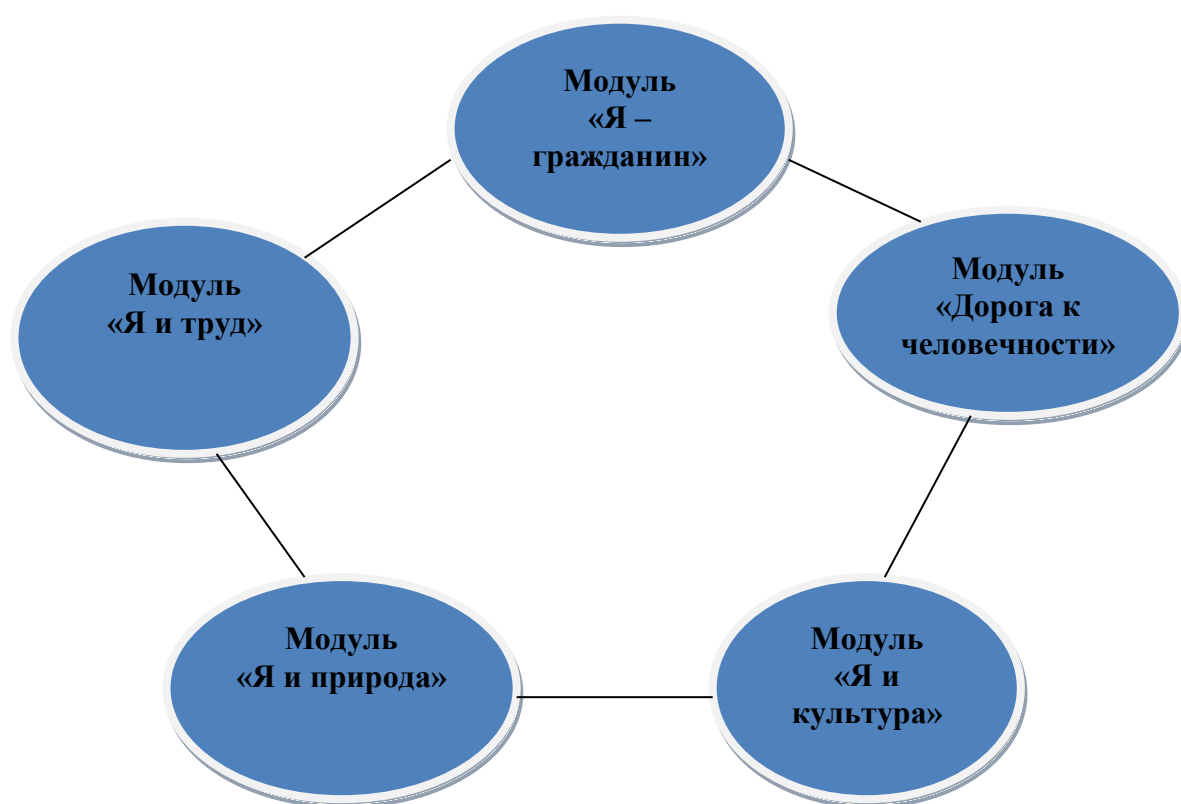 Модуль
«Я –
гражданин»
Модуль
«Я и труд»
Модуль
«Дорога к
человечности»
Модуль
«Я и природа»
Модуль
«Я и
культура»